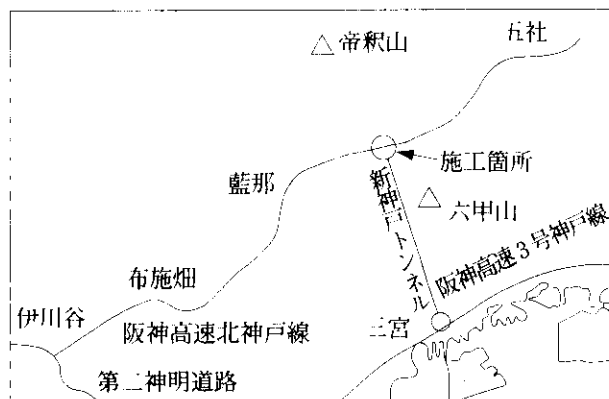 五社
帝釈山
施工箇所
藍那
新神戸トンネル
六甲山
阪神高速3号神戸線
布施畑
三宮
伊川谷
阪神高速北神戸線
第二神明道路